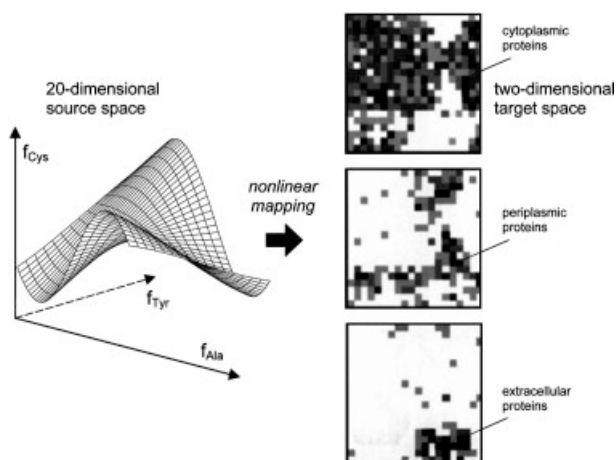 20-dimensional
source space
fCys
fTyr
fAla
nonlinear
mapping
cytoplasmic
proteins
two-dimensional
target space
periplasmic
proteins
extracellular
proteins